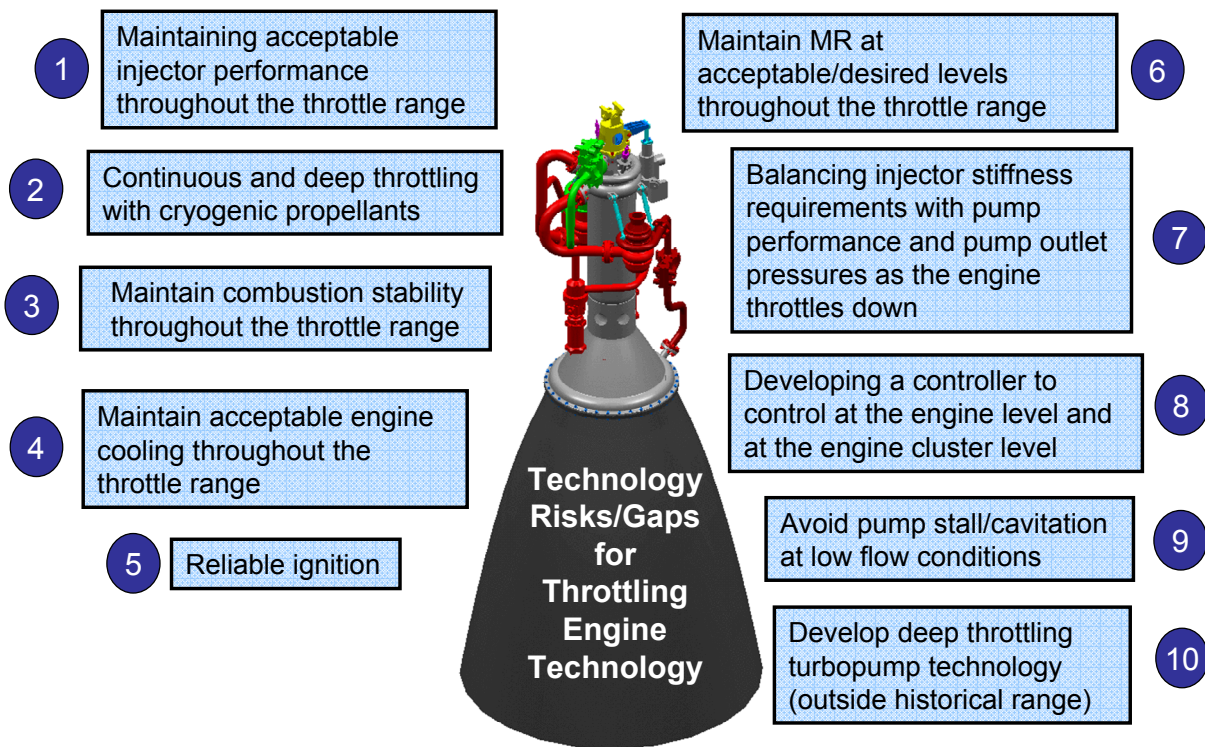 1
Maintaining acceptable
injector performance
throughout the throttle range
2
Continuous and deep throttling
with cryogenic propellants
3
Maintain combustion stability
throughout the throttle range
4
Maintain acceptable engine
cooling throughout the
throttle range
5
Reliable ignition
Technology
Risks/Gaps
for
Throttling
Engine
Technology
Maintain MR at
acceptable/desired levels
throughout the throttle range
6
Balancing injector stiffness
requirements with pump
performance and pump outlet
pressures as the engine
throttles down
7
Developing a controller to
control at the engine level and
at the engine cluster level
8
Avoid pump stall/cavitation
at low flow conditions
9
Develop deep throttling
turbopump technology
(outside historical range)
10